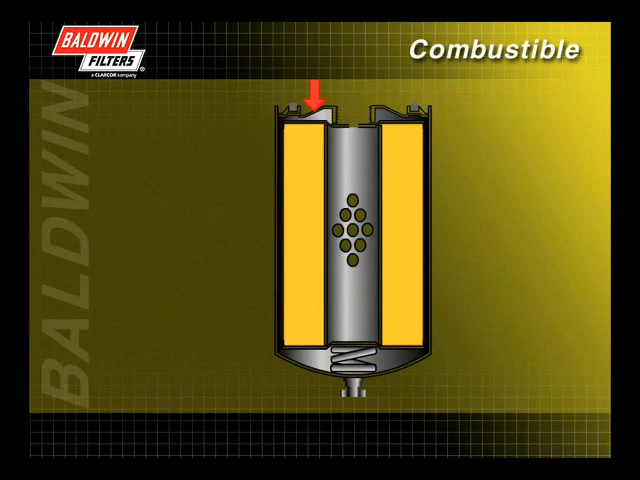 BALDWIN
FILTERS
a CLARCOR company
®
Combustible
BALDWIN